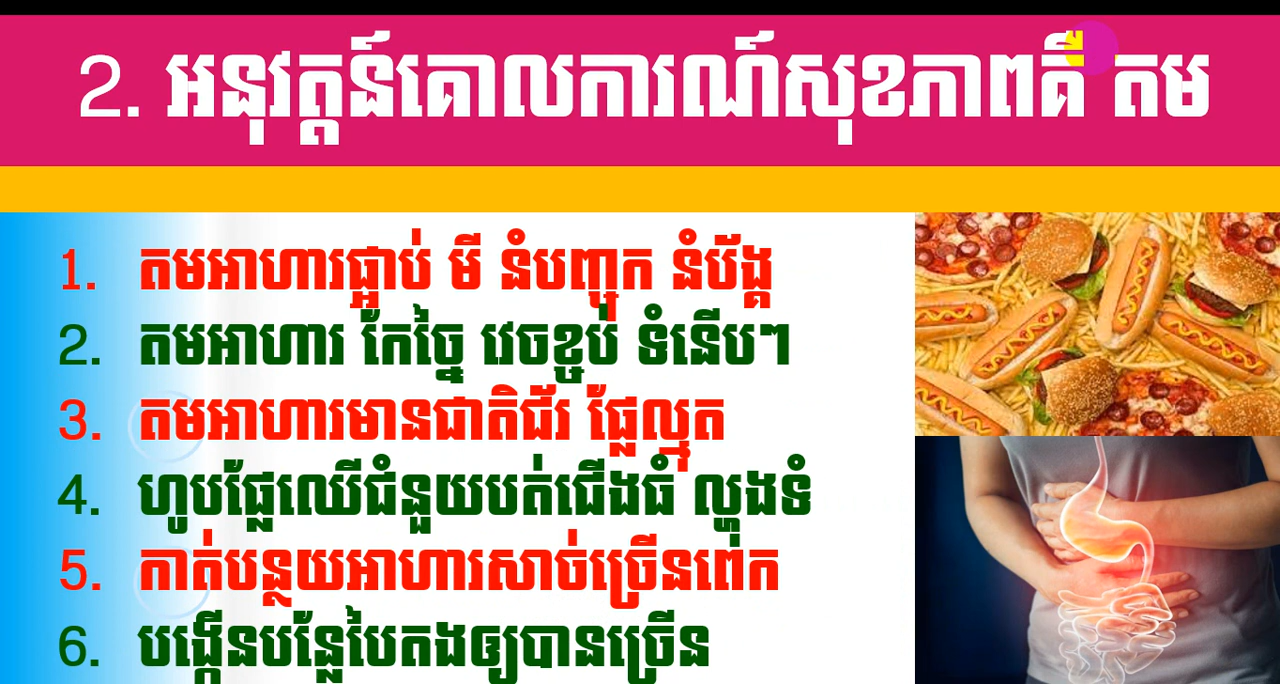 2. អនុវត្តន៍គោលការណ៍សុខភាពគឺ តម
1. តមអាហារផ្អាប់ មី នំបញ្ចុក នំប័ង្គ
2. តមអាហារ កែច្នៃ វេចខ្ចប់ ទំនើបៗ
3. តមអាហារមានជាតិជ័រ ផ្លែល្មុត
4. ហូបផ្លែឈើជំនួយបត់ជើងធំ ល្ហុងទុំ
5. កាត់បន្ថយអាហារសាច់ច្រើនពេក
6. បង្កើនបន្លែបៃតងឲ្យបានច្រើន